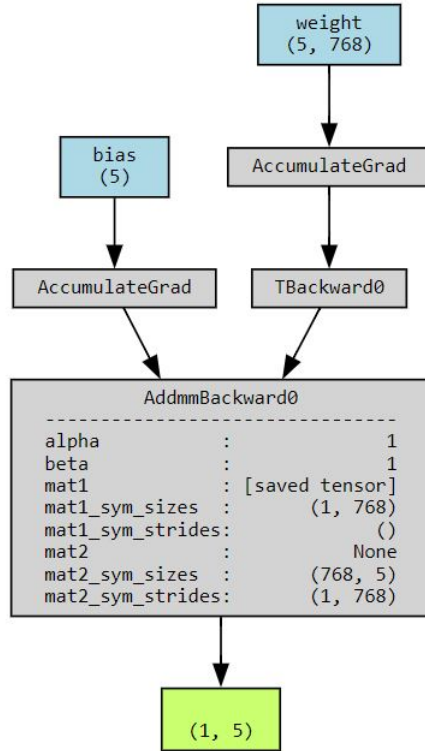 weight
(5, 768)
bias
(5)
AccumulateGrad
AccumulateGrad
TBackward0
AddmmBackward0
--------------------------------
alpha           :              1
beta            :              1
mat1            : [saved tensor]
mat1_sym_sizes  :       (1, 768)
mat1_sym_strides:             ()
mat2            :           None
mat2_sym_sizes  :       (768, 5)
mat2_sym_strides:       (1, 768)
(1, 5)